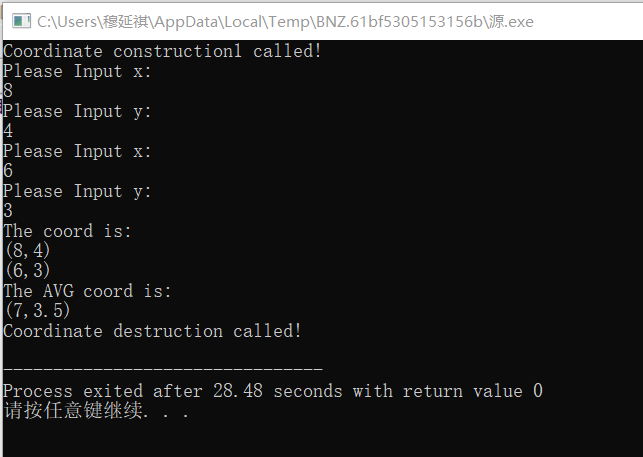 C:\Users\穆延祺\AppData\Local\Temp\BNZ.61bf5305153156b\源.exe
Coordinate construction1 called!
Please Input x:
8
Please Input y:
4
Please Input x:
6
Please Input y:
3
The coord is:
(8,4)
(6,3)
The AVG coord is:
(7,3.5)
Coordinate destruction called!
--------------------------------
Process exited after 28.48 seconds with return value 0
请按任意键继续. . .